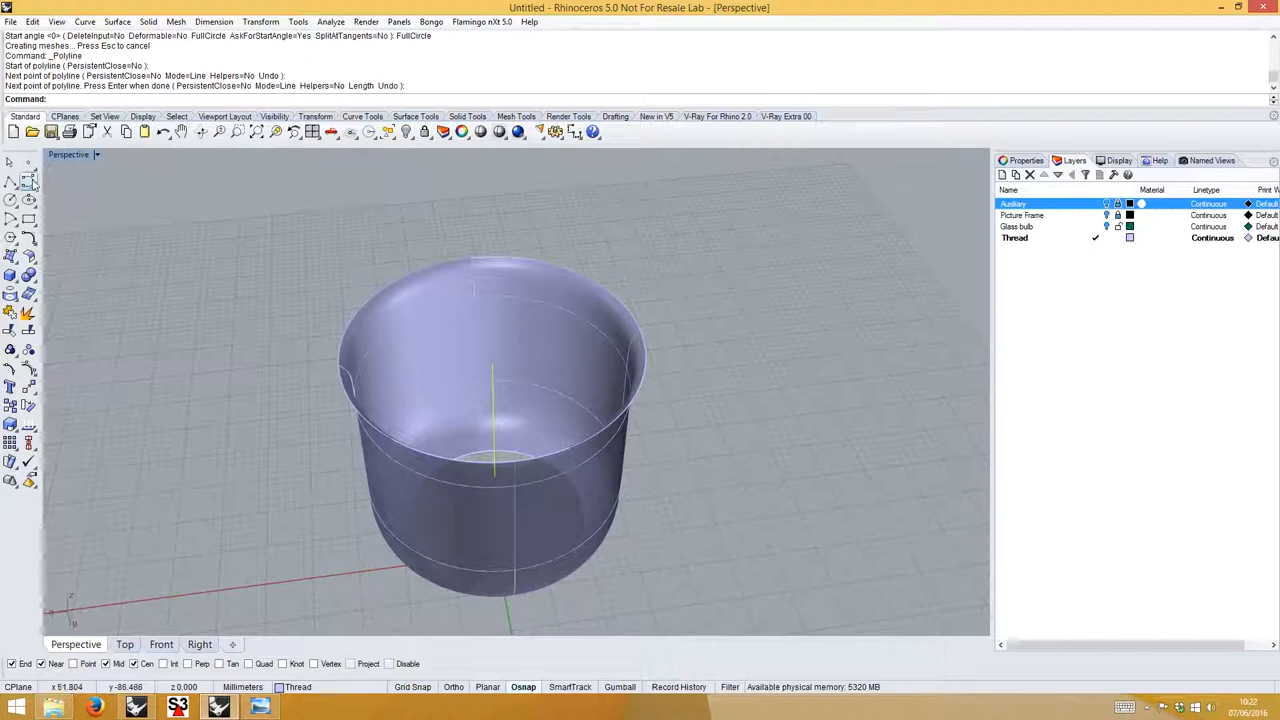 Untitled - Rhinoceros 5.0 Not For Resale Lab - [Perspective]
File Edit View Curve Surface Solid Mesh Dimension Transform Tools Analyze Render Panels Bongo Flamingo nXt 5.0 Help
Start angle <0> ( DeleteInput=No Deformable=No FullCircle AskForStartAngle=Yes SplitAtTangents=No ): FullCircle
Creating meshes... Press Esc to cancel
Command: _Polyline
Start of polyline ( PersistentClose=No ):
Next point of polyline ( PersistentClose=No Mode=Line Helpers=No Undo ):
Next point of polyline. Press Enter when done ( PersistentClose=No Mode=Line Helpers=No Length Undo ):
Command:
Standard CPlanes Set View Display Select Viewport Layout Visibility Transform Curve Tools Surface Tools Solid Tools Mesh Tools Render Tools Drafting New in V5 V-Ray For Rhino 2.0 V-Ray Extra 00
Perspective
Properties Layers Display Help Named Views
Name Material Linetype Print W
Auxiliary Continuous Default
Picture Frame Continuous Default
Glass bulb Continuous Default
Thread Continuous Defau
z
x
y
Perspective Top Front Right
End Near Point Mid Cen Int Perp Tan Quad Knot Vertex Project Disable
CPlane x 51.804 y -86.486 z 0.000 Millimeters Thread Grid Snap Ortho Planar Osnap SmartTrack Gumball Record History Filter Available physical memory: 5320 MB
S3
10:22
07/06/2016